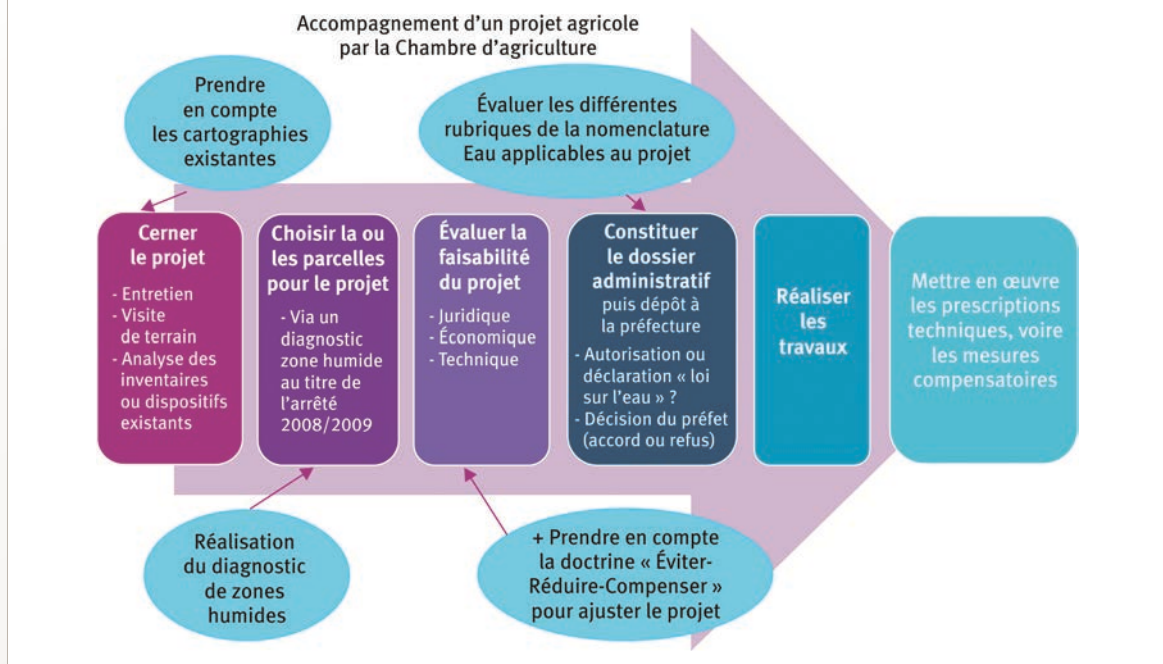 Accompagnement d’un projet agricole
par la Chambre d’agriculture
Prendre
en compte
les cartographies
existantes
Évaluer les différentes
rubriques de la nomenclature
Eau applicables au projet
Cerner
le projet
- Entretien
- Visite
de terrain
- Analyse des
inventaires
ou dispositifs
existants
Choisir la ou
les parcelles
pour le projet
- Via un
diagnostic
zone humide
au titre de
l’arrêté
2008/2009
Évaluer la
faisabilité
du projet
- Juridique
- Économique
- Technique
Constituer
le dossier
administratif
puis dépôt à
la préfecture
- Autorisation ou
déclaration « loi
sur l’eau » ?
- Décision du préfet
(accord ou refus)
Réaliser
les
travaux
Mettre en œuvre
les prescriptions
techniques, voire
les mesures
compensatoires
Réalisation
du diagnostic
de zones
humides
+ Prendre en compte
la doctrine « Éviter-
Réduire-Compenser »
pour ajuster le projet